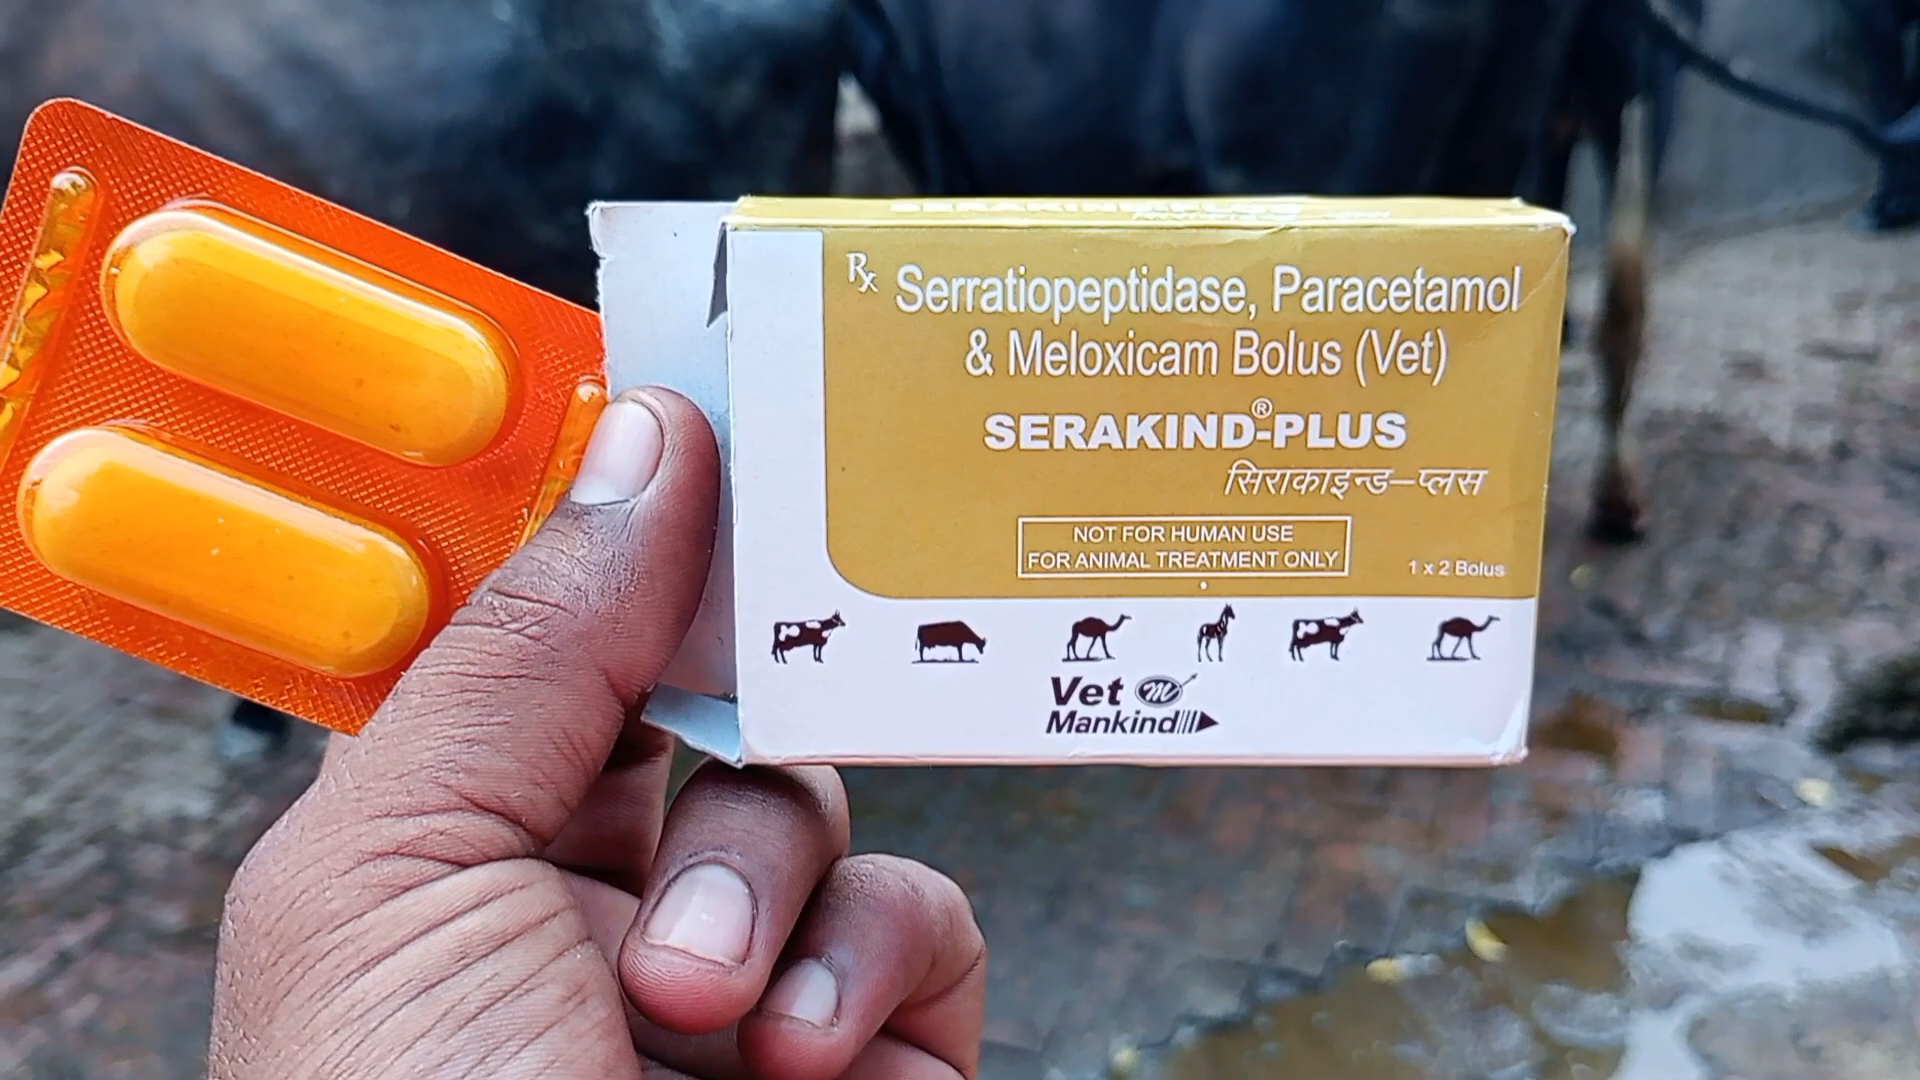 Rx Serratiopeptidase, Paracetamol
& Meloxicam Bolus (Vet)
SERAKIND®-PLUS
सिराकाइन्ड–प्लस
NOT FOR HUMAN USE
FOR ANIMAL TREATMENT ONLY
1 x 2 Bolus
Vet
Mankind